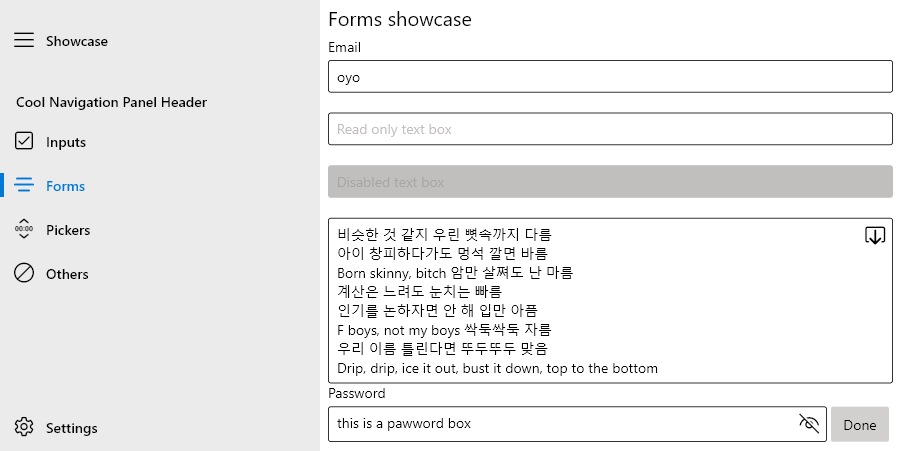 Showcase
Cool Navigation Panel Header
Inputs
Forms
00:00
Pickers
Others
Settings
Forms showcase
Email
oyo
Read only text box
Disabled text box
비슷한 것 같지 우린 뼛속까지 다름
아이 창피하다가도 멍석 깔면 바름
Born skinny, bitch 암만 살쪄도 난 마름
계산은 느려도 눈치는 빠름
인기를 논하자면 안 해 입만 아픔
F boys, not my boys 싹둑싹둑 자름
우리 이름 틀린다면 뚜두뚜두 맞음
Drip, drip, ice it out, bust it down, top to the bottom
Password
this is a pawword box
Done